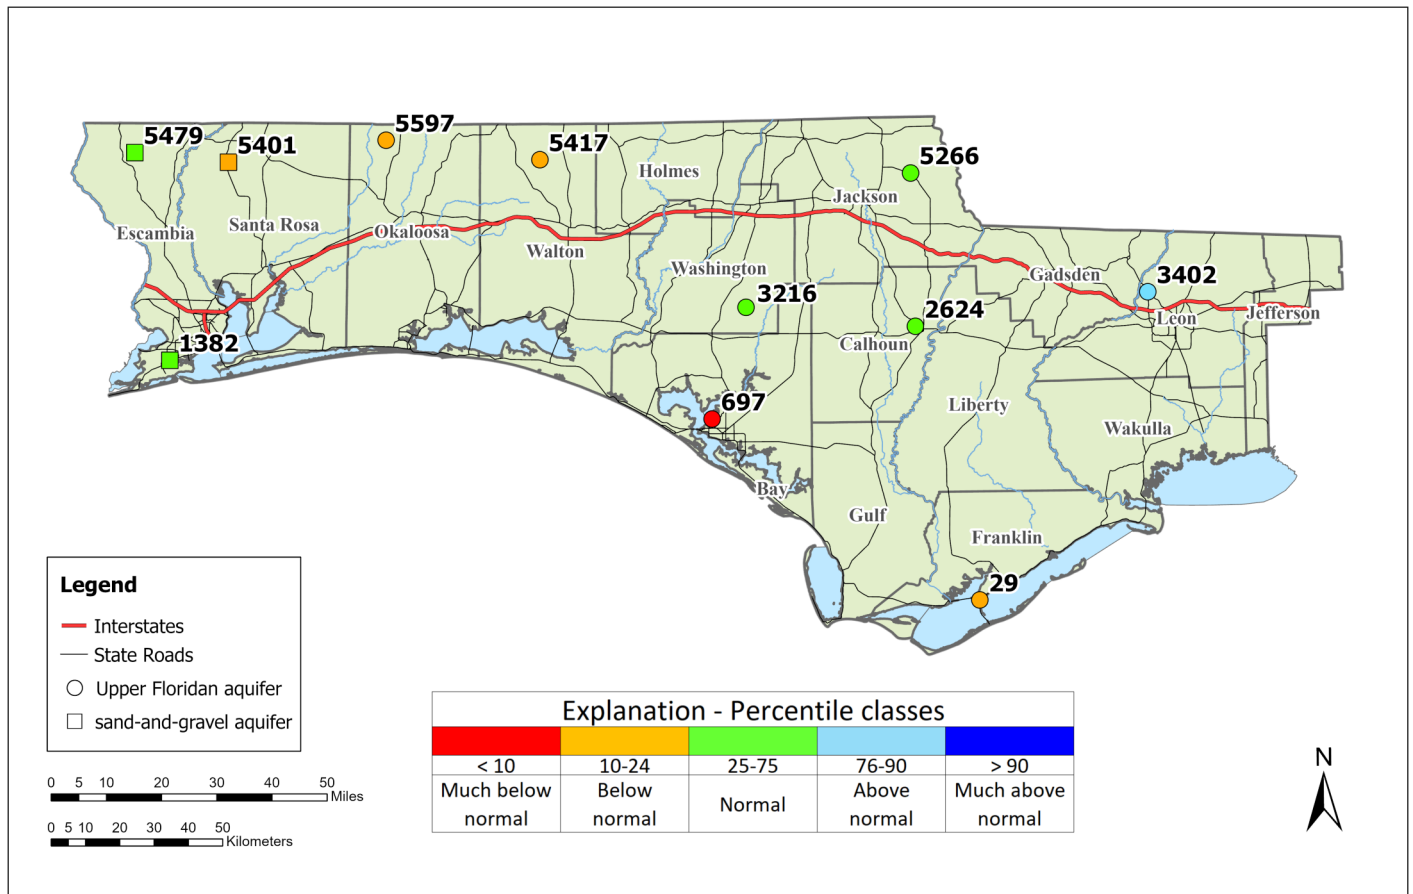 5479
5401
5597
5417
Holmes
5266
Jackson
Escambia
Santa Rosa
Okaloosa
Walton
Washington
Gadsden
3402
3216
2624
Leon
Jefferson
1382
Calhoun
697
Liberty
Wakulla
Bay
Gulf
Franklin
29
Legend
Interstates
State Roads
Upper Floridan aquifer
sand-and-gravel aquifer
Explanation - Percentile classes
< 10 10-24 25-75 76-90 > 90
Much below normal Below normal Normal Above normal Much above normal
0 5 10 20 30 40 50
Miles
0 5 10 20 30 40 50
Kilometers
N